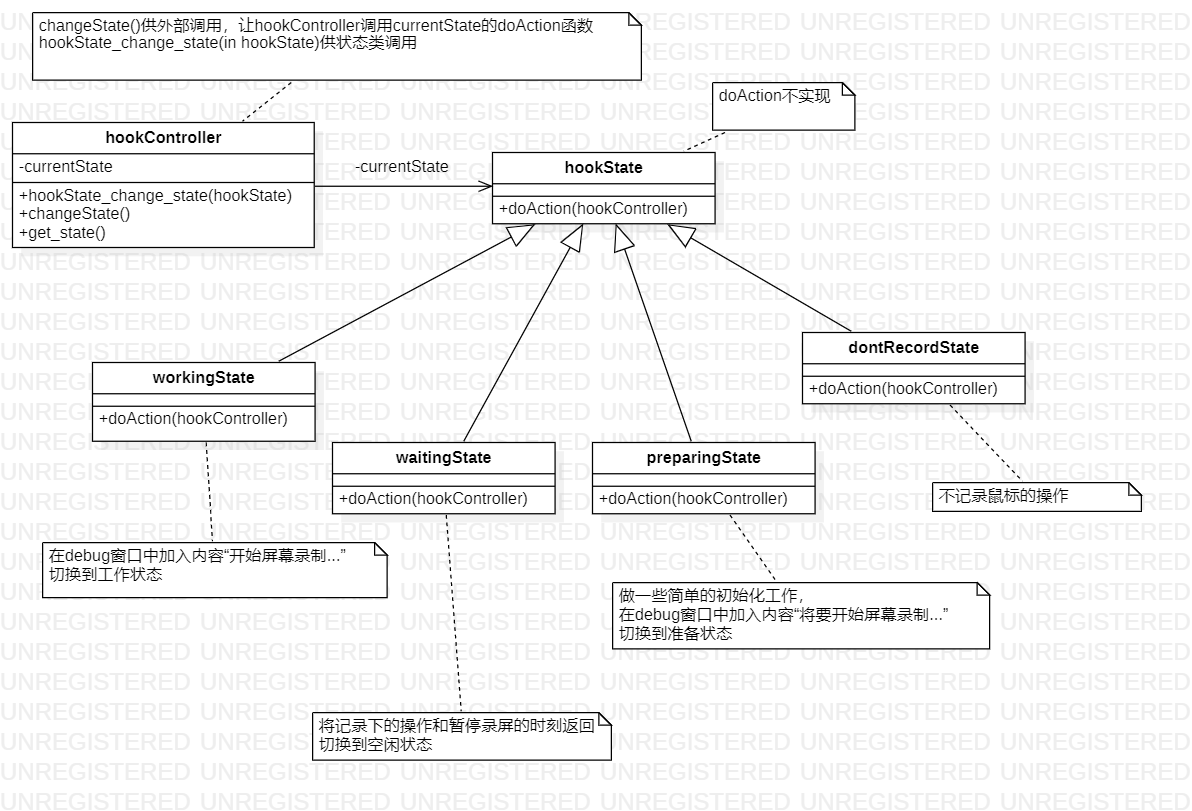 changeState()供外部调用，让hookController调用currentState的doAction函数
hookState_change_state(in hookState)供状态类调用
doAction不实现
hookController
-currentState
+hookState_change_state(hookState)
+changeState()
+get_state()
-currentState
hookState
+doAction(hookController)
dontRecordState
+doAction(hookController)
workingState
+doAction(hookController)
waitingState
+doAction(hookController)
preparingState
+doAction(hookController)
不记录鼠标的操作
在debug窗口中加入内容“开始屏幕录制...”
切换到工作状态
做一些简单的初始化工作，
在debug窗口中加入内容“将要开始屏幕录制...”
切换到准备状态
将记录下的操作和暂停录屏的时刻返回
切换到空闲状态
UNREGISTERED